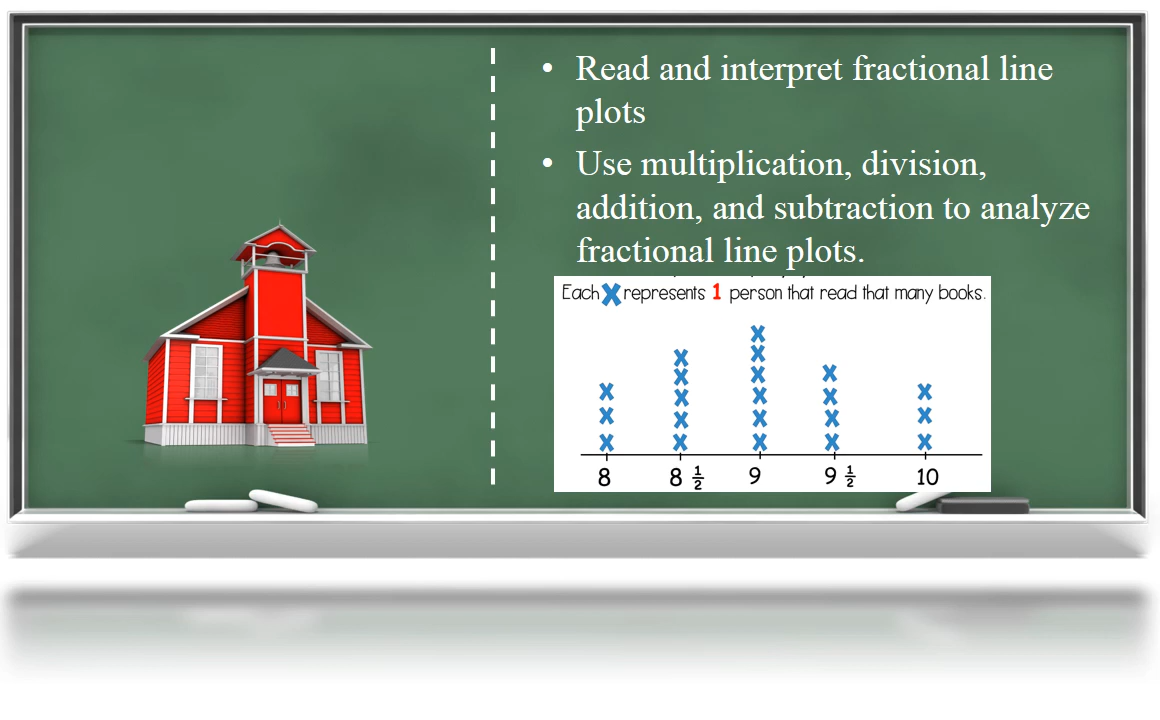 • Read and interpret fractional line
plots
• Use multiplication, division,
addition, and subtraction to analyze
fractional line plots.
Each X represents 1 person that read that many books.
8 8 1/2 9 9 1/2 10